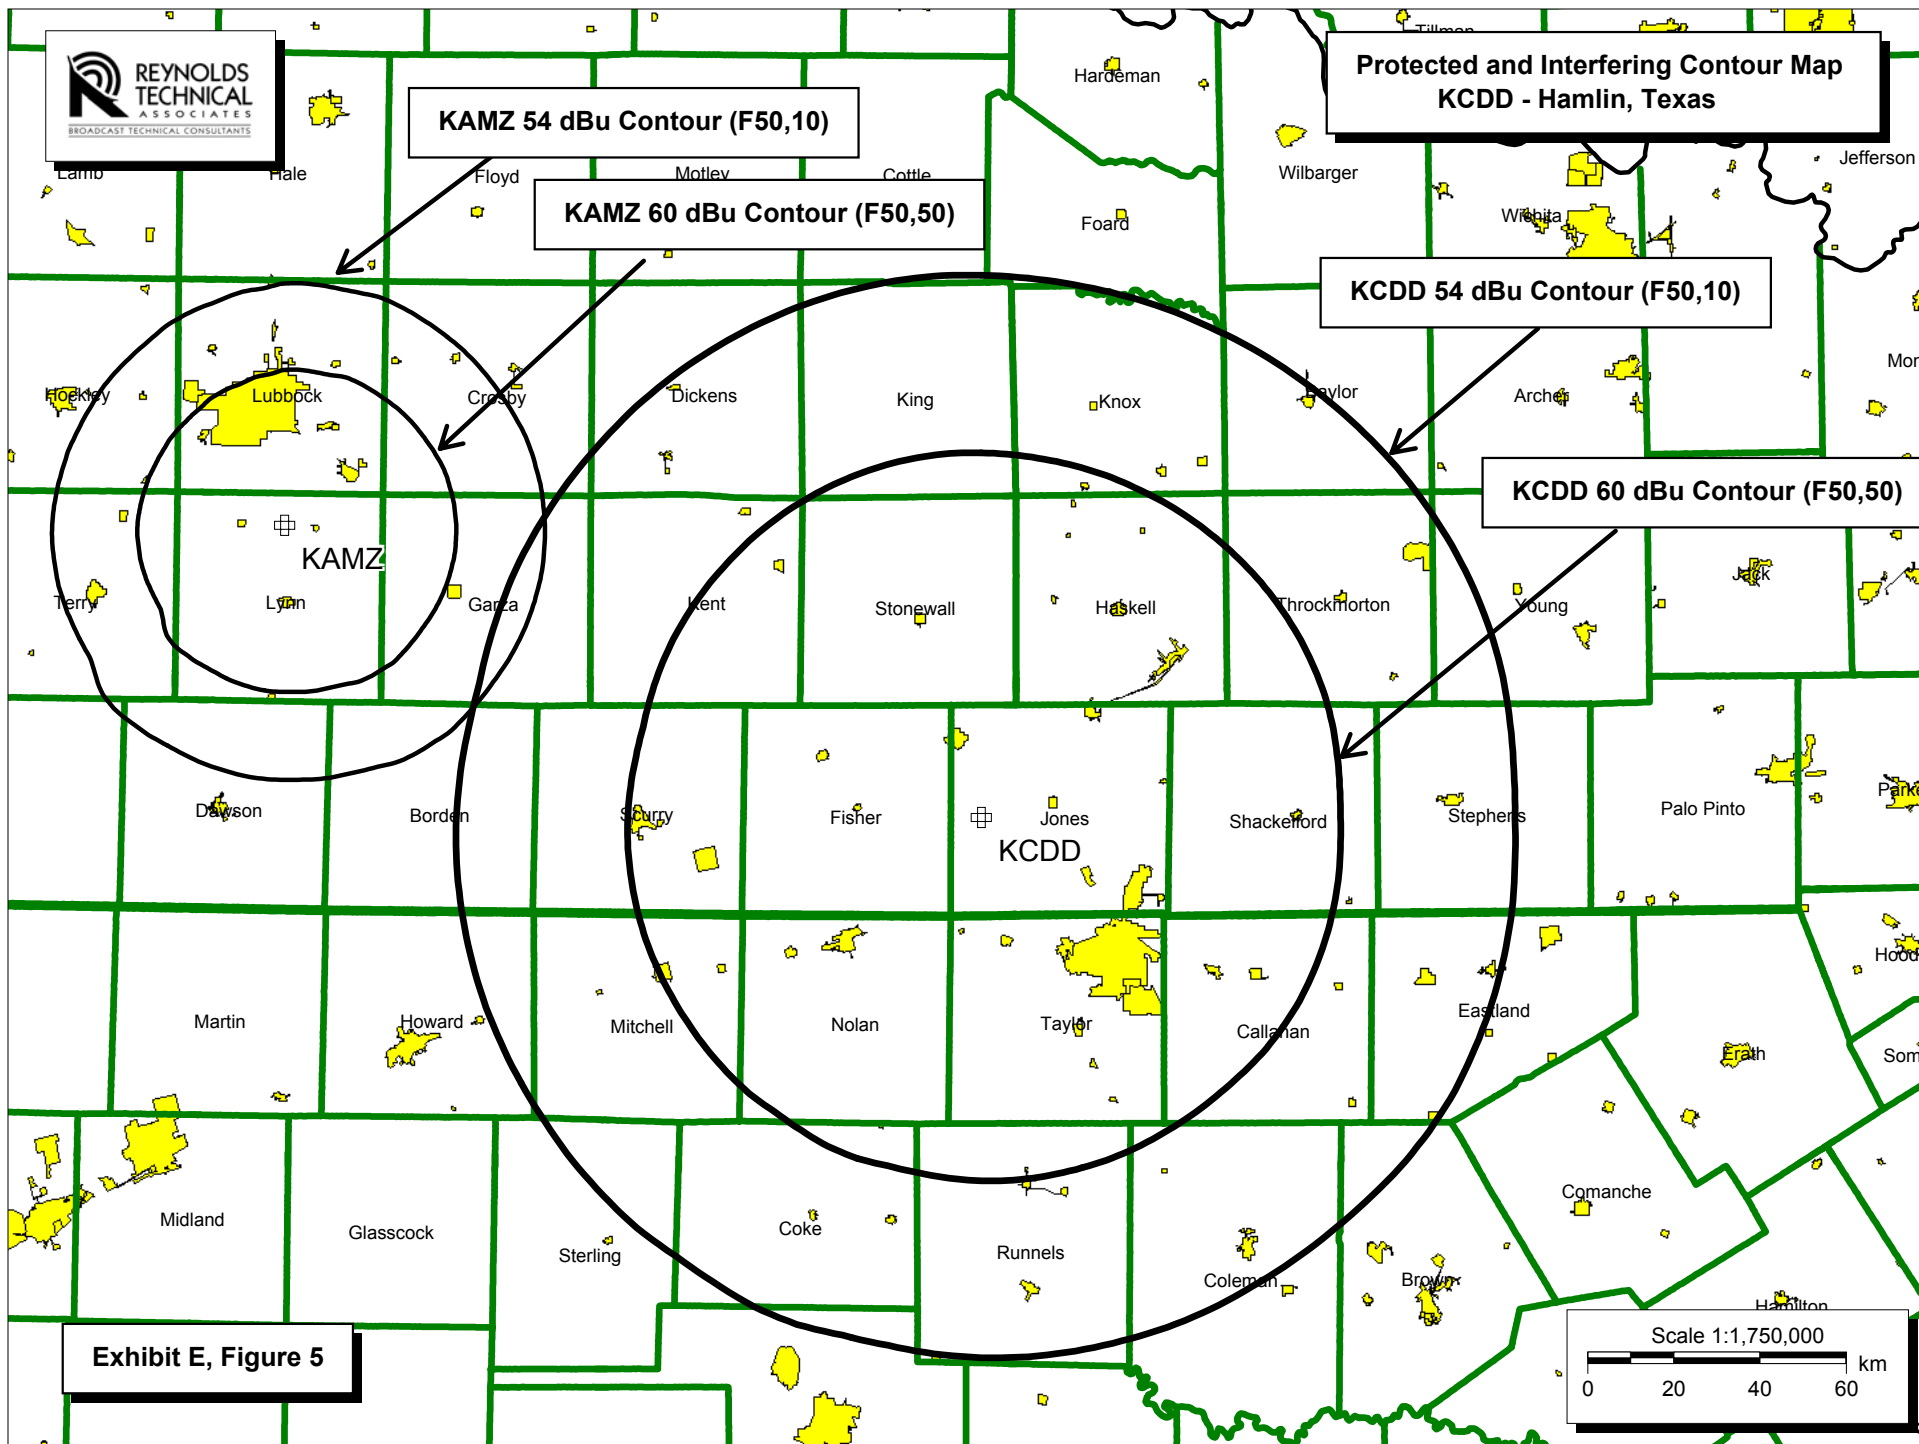 REYNOLDS
TECHNICAL
ASSOCIATES
BROADCAST TECHNICAL CONSULTANTS
Protected and Interfering Contour Map
KCDD - Hamlin, Texas
KAMZ 54 dBu Contour (F50,10)
KAMZ 60 dBu Contour (F50,50)
KCDD 54 dBu Contour (F50,10)
KCDD 60 dBu Contour (F50,50)
Tillman
Hardeman
Jefferson
Lamb
Hale
Floyd
Motley
Cottle
Wilbarger
Foard
Wichita
Mor
Hockley
Lubbock
Crosby
Dickens
King
Knox
Baylor
Archer
KAMZ
Jack
Terry
Lynn
Garza
Kent
Stonewall
Haskell
Throckmorton
Young
Dawson
Borden
Scurry
Fisher
Jones
Shackelford
Stephens
Palo Pinto
Parke
KCDD
Hood
Martin
Howard
Mitchell
Nolan
Taylor
Callahan
Eastland
Erath
Som
Midland
Glasscock
Sterling
Coke
Runnels
Coleman
Brown
Comanche
Hamilton
Exhibit E, Figure 5
Scale 1:1,750,000
km
0 20 40 60